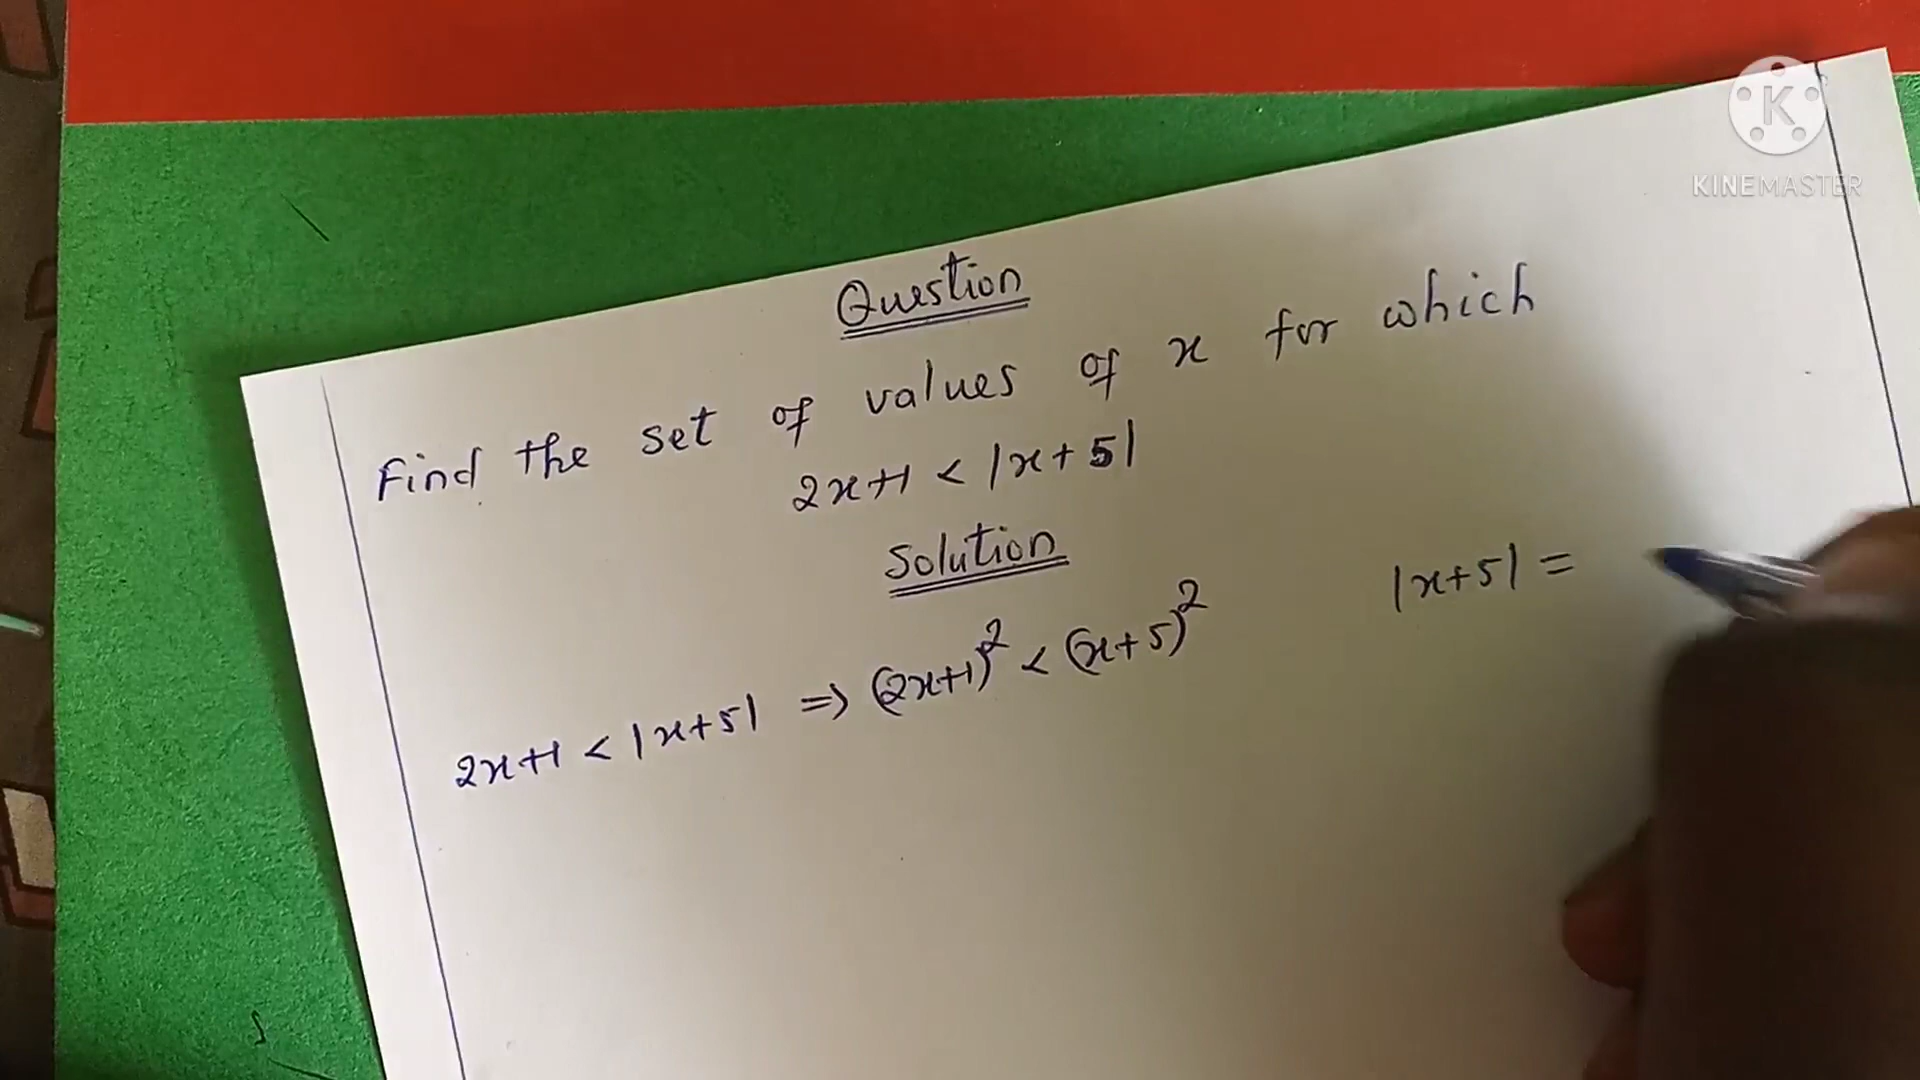 KINEMASTER
Question
Find the set of values of x for which
2x+1 < |x+5|
Solution
2x+1 < |x+5| => (2x+1)² < (x+5)² |x+5| =